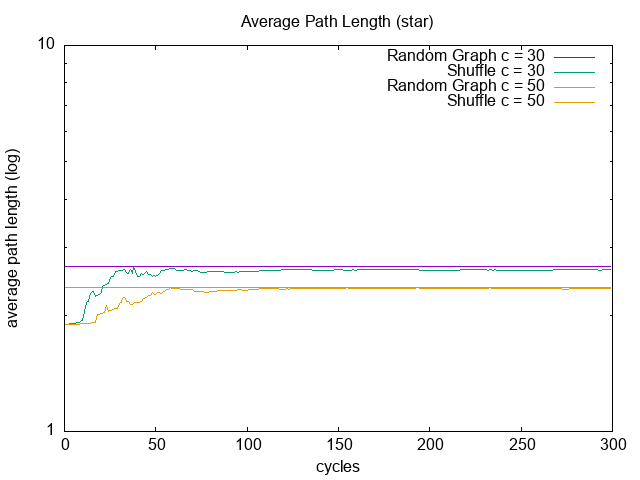 Average Path Length (star)
10
Random Graph c = 30
Shuffle c = 30
Random Graph c = 50
Shuffle c = 50
average path length (log)
1
0 50 100 150 200 250 300
cycles